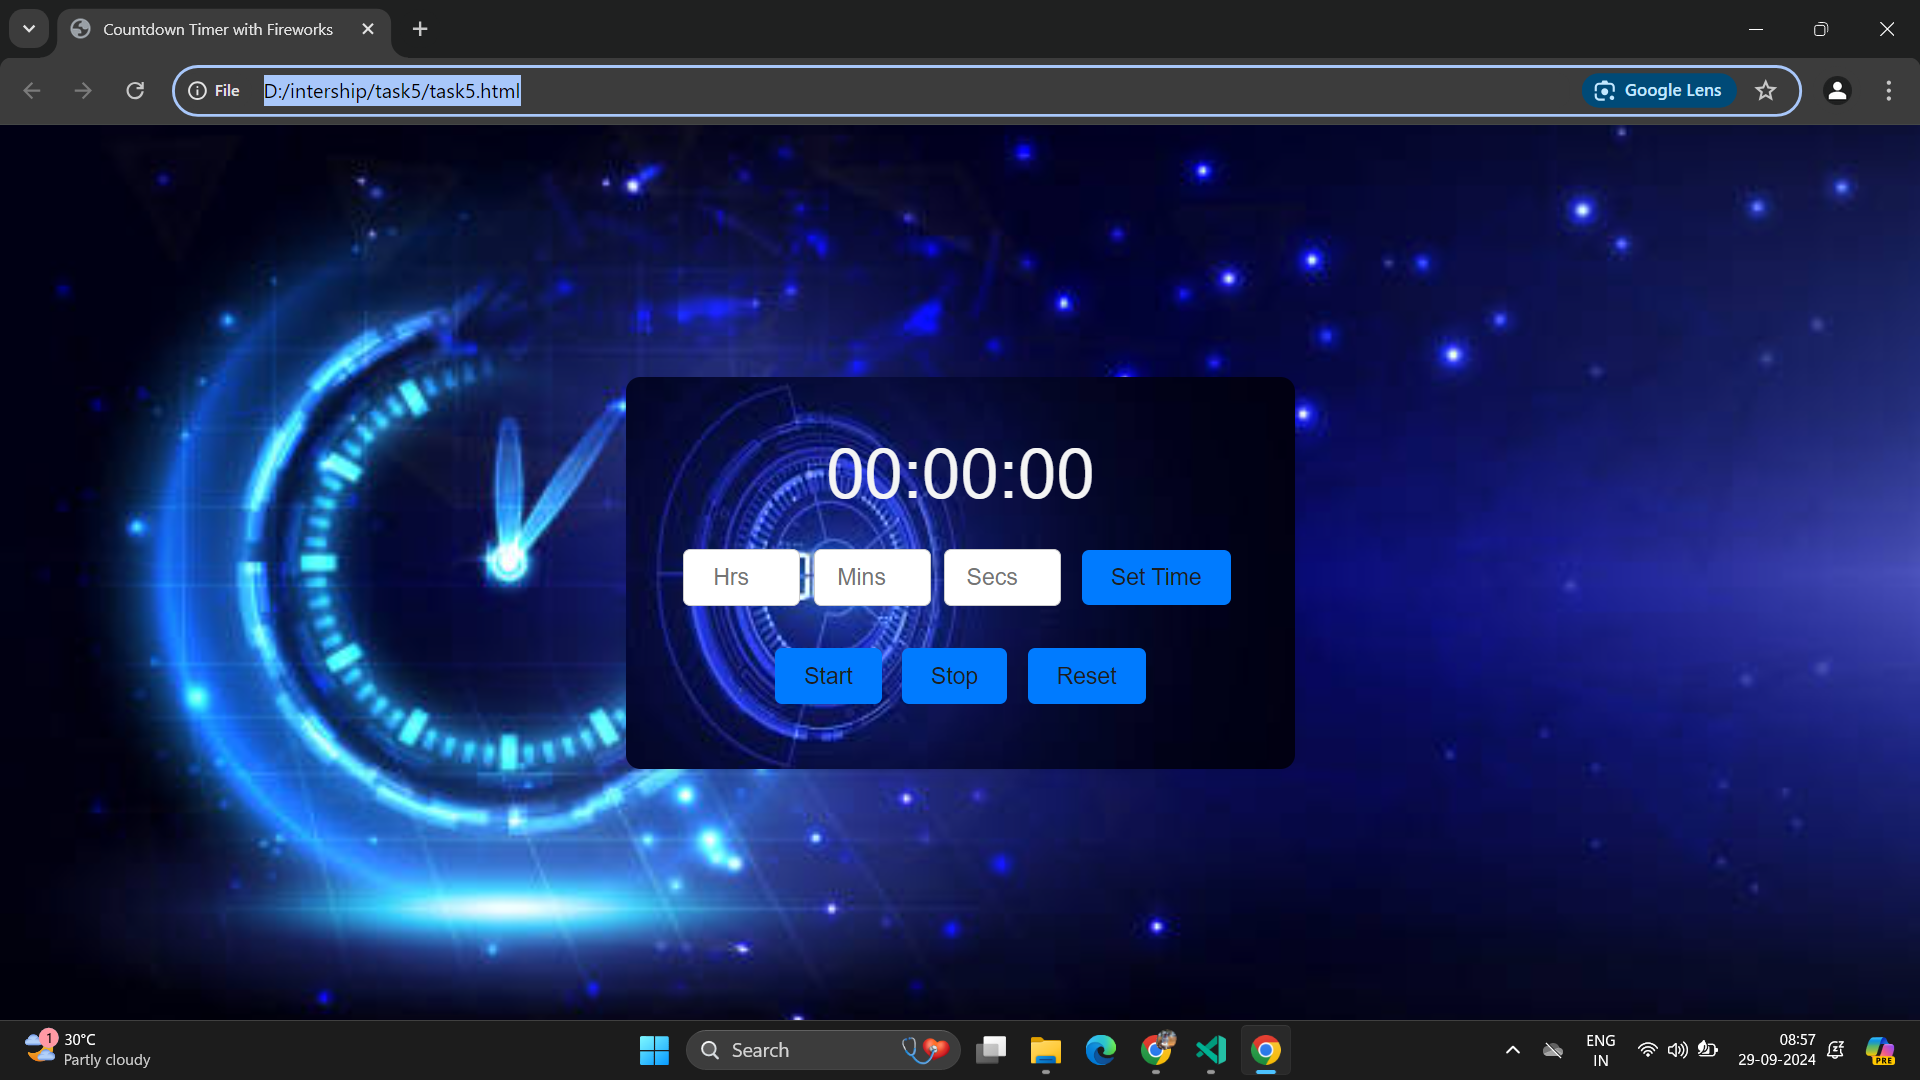 Countdown Timer with Fireworks
File D:/intership/task5/task5.html Google Lens
00:00:00
Hrs Mins Secs Set Time
Start Stop Reset
1 30°C
Partly cloudy
Search
PRE
ENG
IN
08:57
29-09-2024